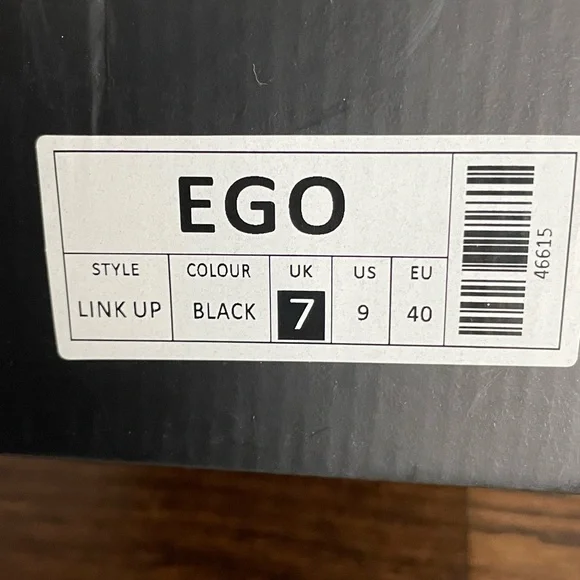 EGO
STYLE COLOUR UK US EU
LINK UP BLACK 7 9 40
46615